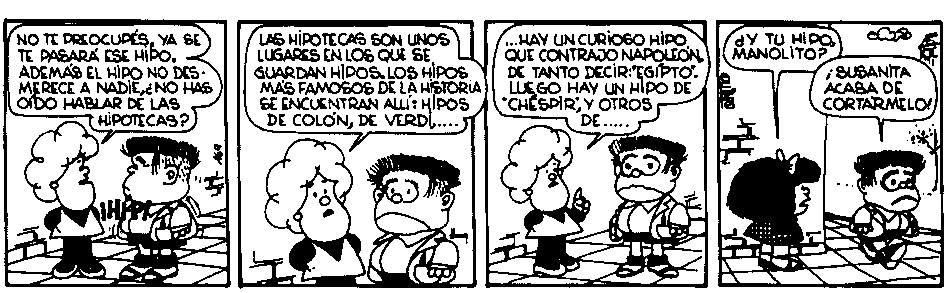 NO TE PREOCUPÉS, YA SE
TE PASARÁ ESE HIPO.
ADEMÁS EL HIPO NO DES-
MERECE A NADIE, ¿NO HAS
OÍDO HABLAR DE LAS
HIPOTECAS?
¡HIP!
LAS HIPOTECAS SON UNOS
LUGARES EN LOS QUE SE
GUARDAN HIPOS. LOS HIPOS
MÁS FAMOSOS DE LA HISTORIA
SE ENCUENTRAN ALLÍ: HIPOS
DE COLÓN, DE VERDI,.....
...HAY UN CURIOSO HIPO
QUE CONTRAJO NAPOLEÓN,
DE TANTO DECIR: "EGIPTO".
LUEGO HAY UN HIPO DE
"CHÉSPIR", Y OTROS
DE.....
¿Y TU HIPO,
MANOLITO?
¡SUSANITA
ACABA DE
CORTÁRMELO!